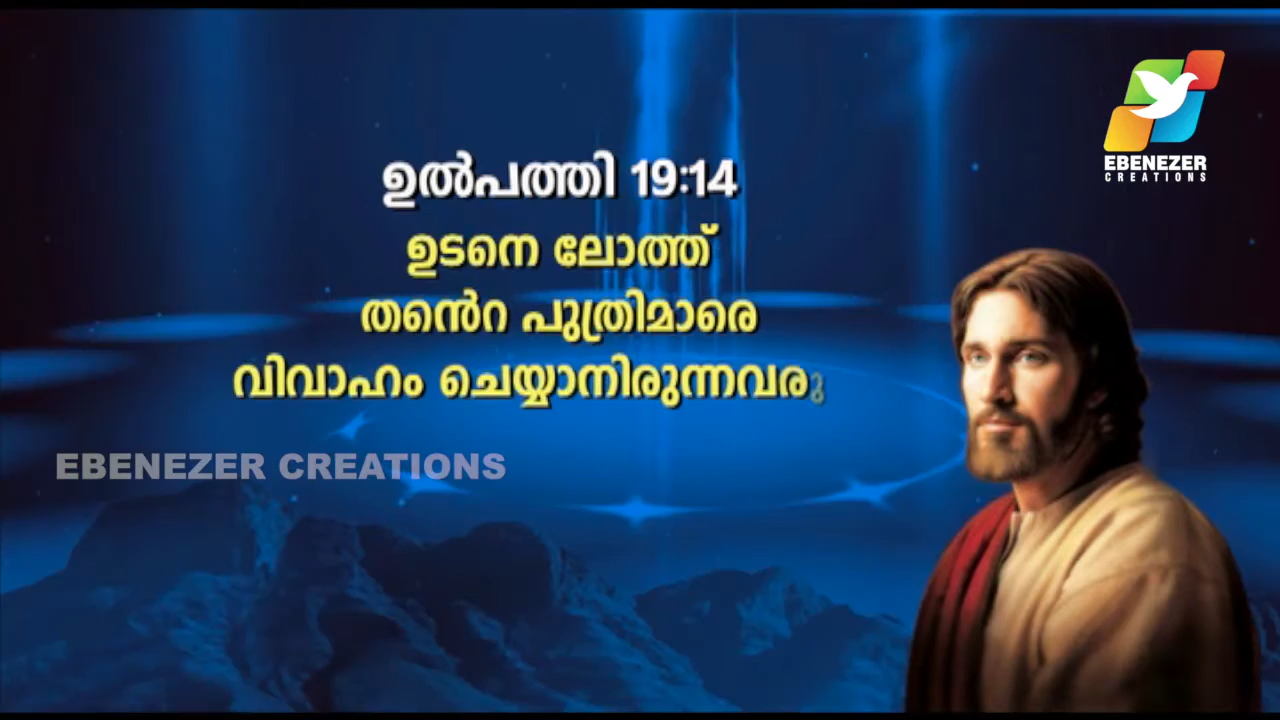 ഉൽപത്തി 19:14
ഉടനെ ലോത്ത്
തൻെറ പുത്രിമാരെ
വിവാഹം ചെയ്യാനിരുന്നവരു
EBENEZER CREATIONS
EBENEZER
CREATIONS